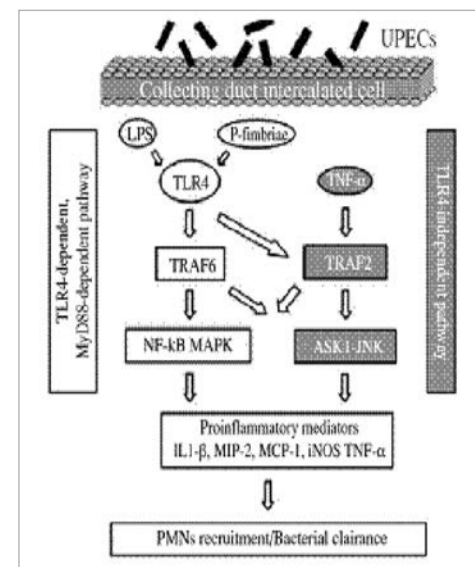 UPECs
Collecting duct intercalated cell
LPS
P-fimbriae
TLR4
TNF-α
TRAF6
TRAF2
NF-kB MAPK
ASK1-JNK
Proinflammatory mediators
IL1-β, MIP-2, MCP-1, iNOS TNF-α
PMNs recruitment/Bacterial clairance
TLR4-dependent,
MyD88-dependent pathway
TLR4-independent pathway